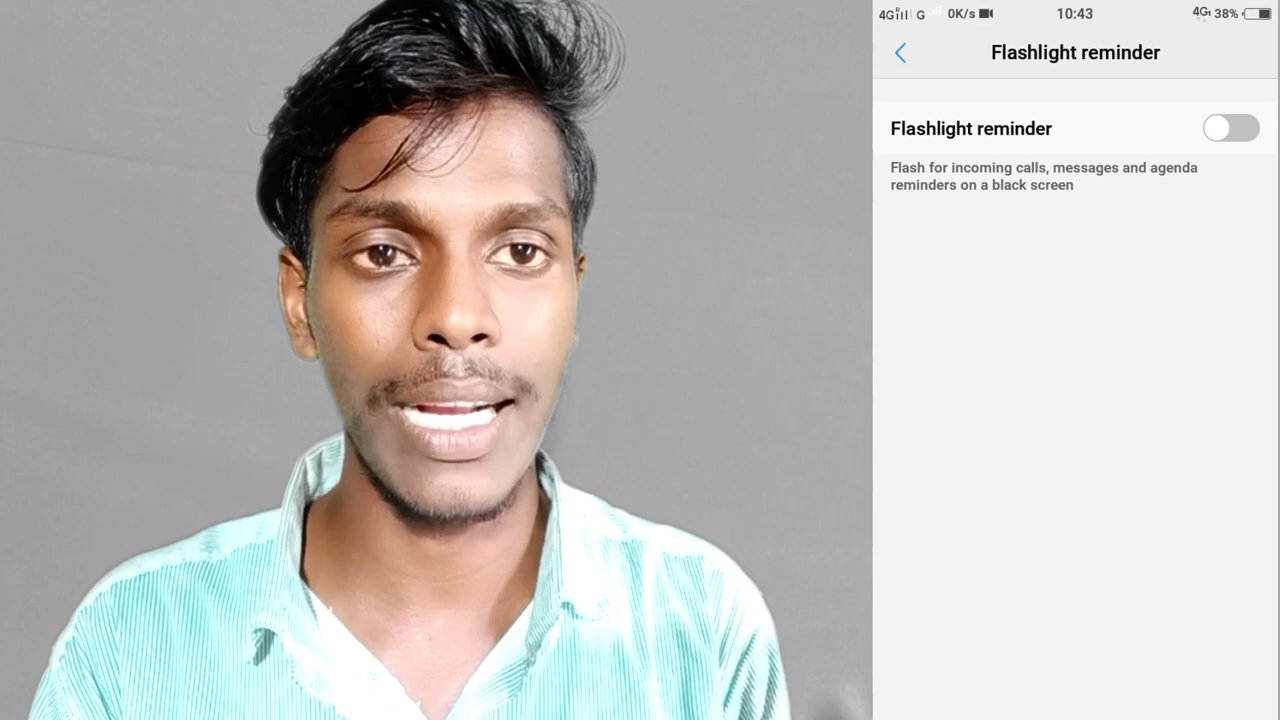 4G R G 0K/s 10:43 4G 38%
Flashlight reminder
Flashlight reminder
Flash for incoming calls, messages and agenda
reminders on a black screen